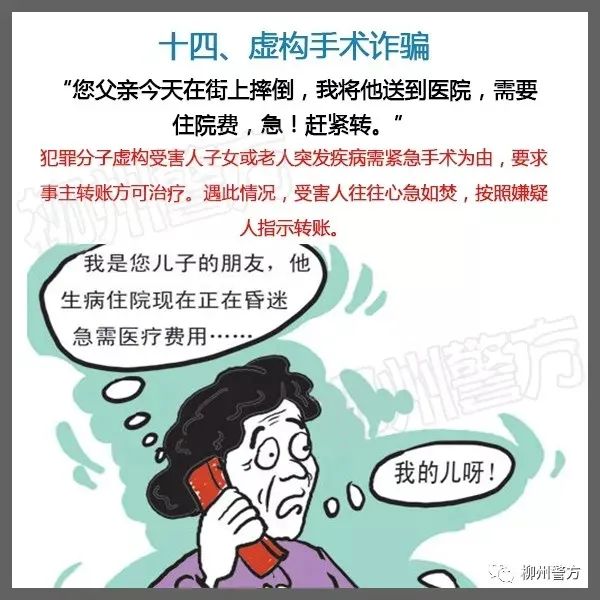 十四、虚构手术诈骗
“您父亲今天在街上摔倒，我将他送到医院，需要
住院费，急！赶紧转。”
犯罪分子虚构受害人子女或老人突发疾病需紧急手术为由，要求
事主转账方可治疗。遇此情况，受害人往往心急如焚，按照嫌疑
人指示转账。
柳州警方
我是您儿子的朋友，他
生病住院现在正在昏迷
急需医疗费用……
柳州警方
我的儿呀！
柳州警方